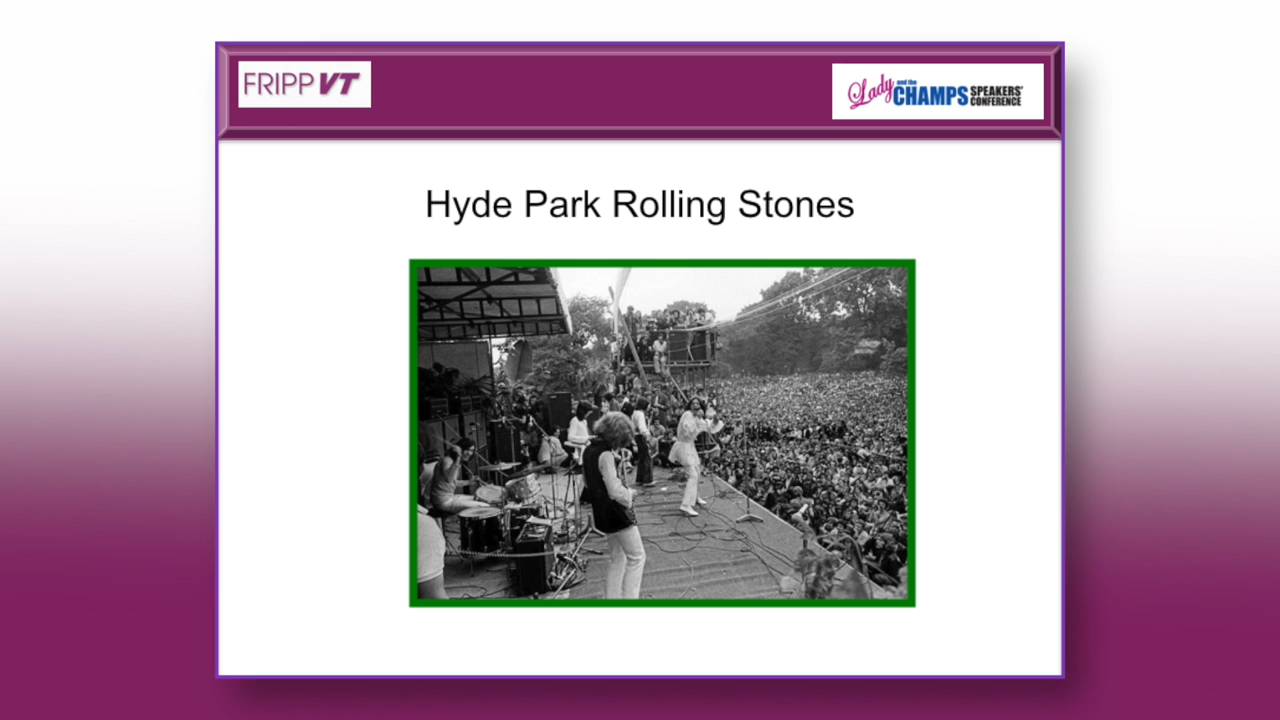 FRIPP VT
Lady and the CHAMPS SPEAKERS' CONFERENCE
Hyde Park Rolling Stones